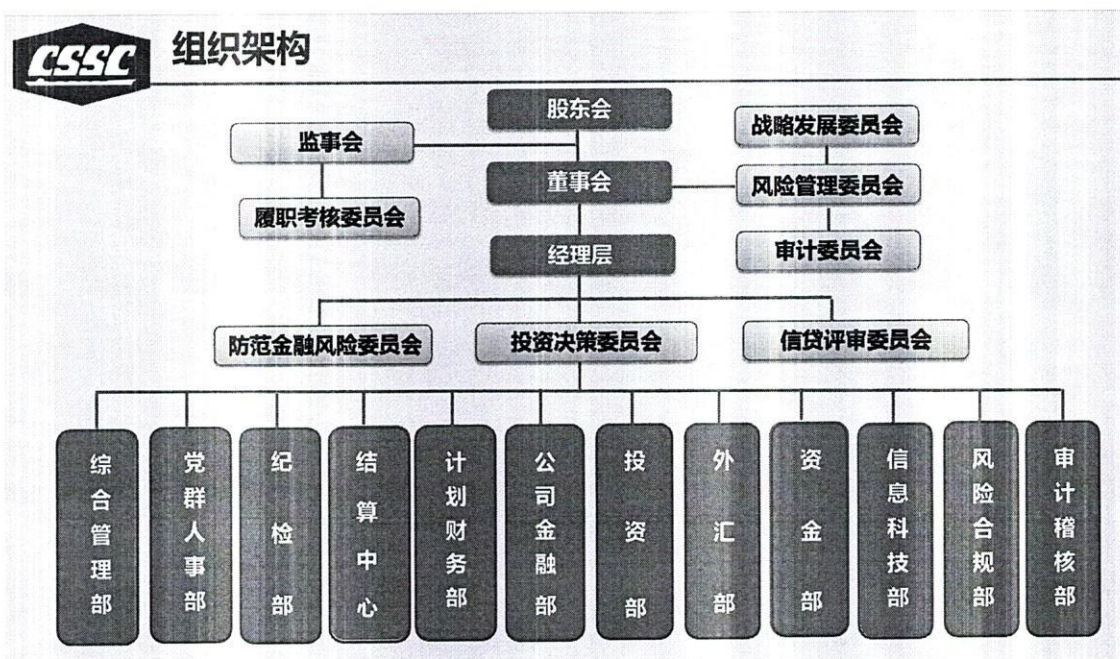 CSSC
组织架构
股东会
监事会
战略发展委员会
董事会
风险管理委员会
履职考核委员会
经理层
审计委员会
防范金融风险委员会
投资决策委员会
信贷评审委员会
综合管理部
党群人事部
纪检部
结算中心
计划财务部
公司金融部
投资部
外汇部
资金部
信息科技部
风险合规部
审计稽核部